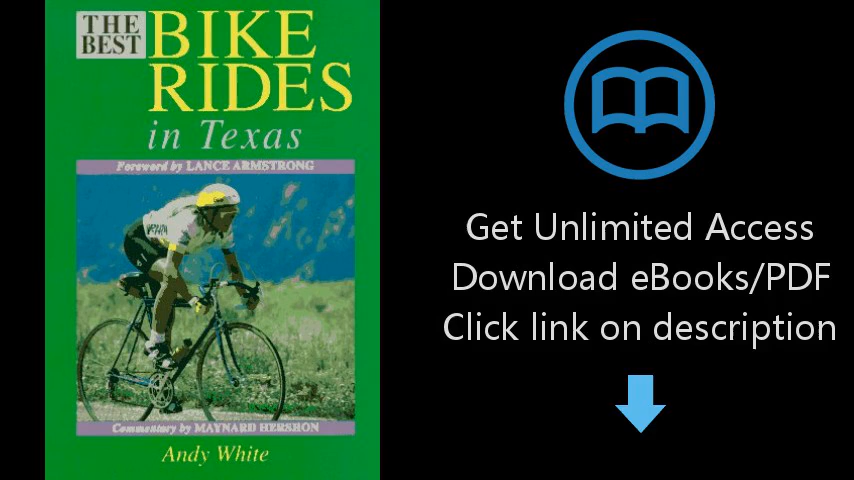 THE
BEST
BIKE
RIDES
in Texas
Foreword by LANCE ARMSTRONG
Commentary by MAYNARD HERSHON
Andy White
Get Unlimited Access
Download eBooks/PDF
Click link on description